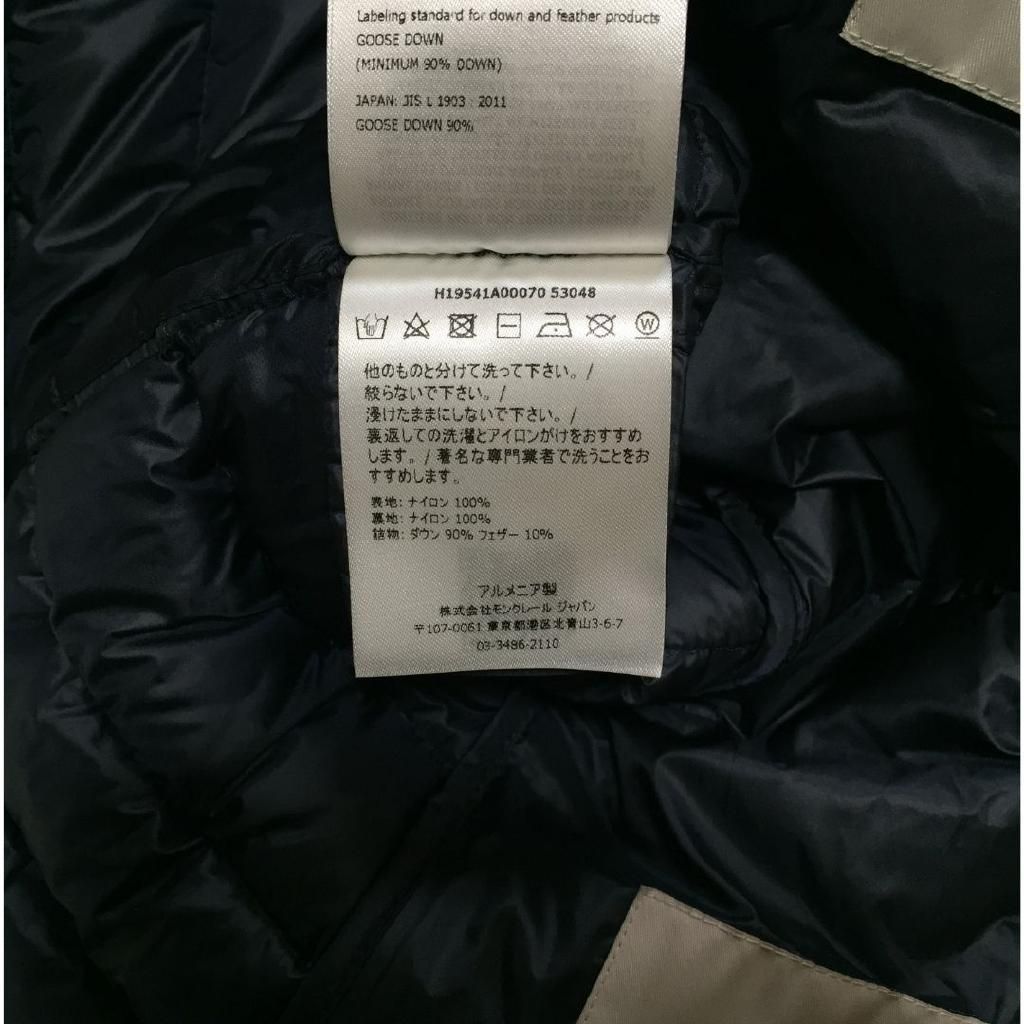 Labeling standard for down and feather products
GOOSE DOWN
(MINIMUM 90% DOWN)
JAPAN: JIS L 1903 : 2011
GOOSE DOWN 90%
H19541A00070 53048
W
他のものと分けて洗って下さい。/
絞らないで下さい。/
浸けたままにしないで下さい。/
裏返しての洗濯とアイロンがけをおすすめ
します。/ 著名な専門業者で洗うことをお
すすめします。
表地: ナイロン 100%
裏地: ナイロン 100%
詰物: ダウン 90% フェザー 10%
アルメニア製
株式会社モンクレール ジャパン
〒107-0061 東京都港区北青山3-6-7
03-3486-2110